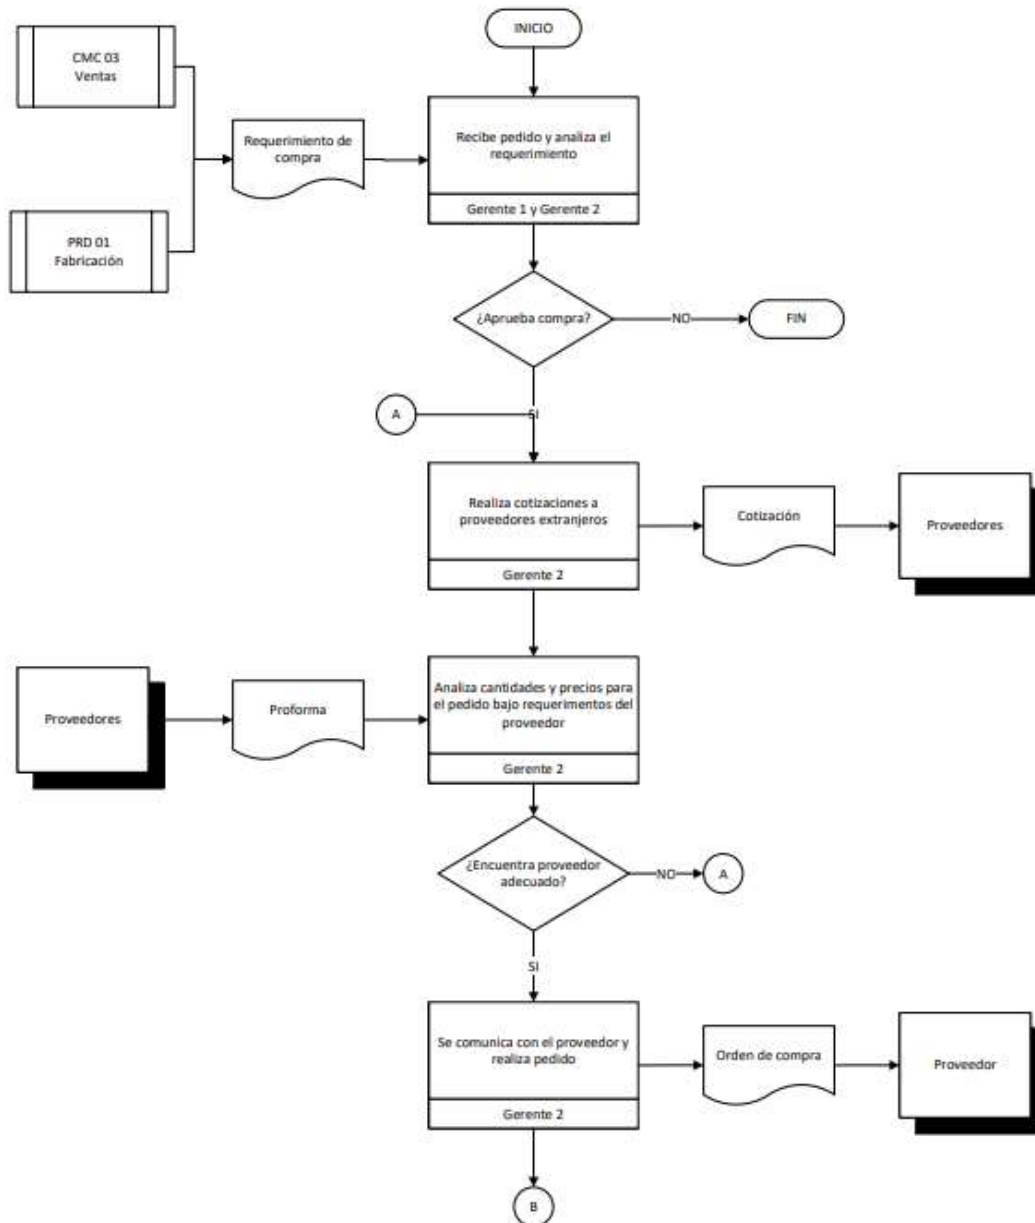 INICIO
CMC 03
Ventas
Requerimiento de
compra
Recibe pedido y analiza el
requerimiento
Gerente 1 y Gerente 2
PRD 01
Fabricación
¿Aprueba compra?
NO
FIN
SI
A
Realiza cotizaciones a
proveedores extranjeros
Gerente 2
Cotización
Proveedores
Proveedores
Proforma
Analiza cantidades y precios para
el pedido bajo requerimentos del
proveedor
Gerente 2
¿Encuentra proveedor
adecuado?
NO
A
SI
Se comunica con el proveedor y
realiza pedido
Gerente 2
Orden de compra
Proveedor
B